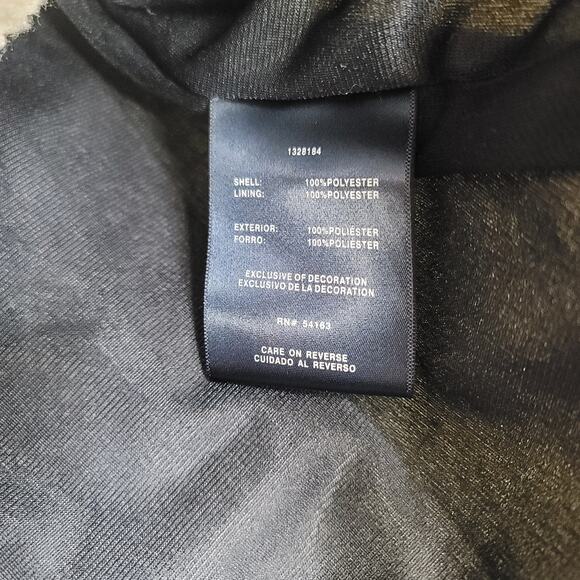 1328184
SHELL: 100%POLYESTER
LINING: 100%POLYESTER
EXTERIOR: 100%POLIÉSTER
FORRO: 100%POLIÉSTER
EXCLUSIVE OF DECORATION
EXCLUSIVO DE LA DECORATION
RN# 54163
CARE ON REVERSE
CUIDADO AL REVERSO